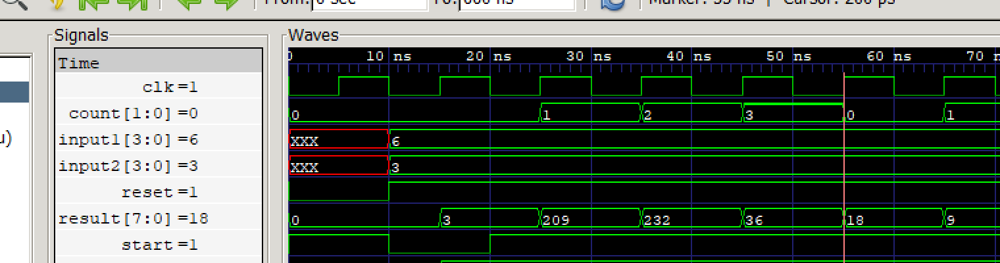 From: 0 sec To: 600 ns Marker: 55 ns | Cursor: 200 ps
Signals Waves
0 10 ns 20 ns 30 ns 40 ns 50 ns 60 ns 70 n
Time
clk=1
count[1:0]=0 0 1 2 3 0 1
u)
input1[3:0]=6 XXX 6
input2[3:0]=3 XXX 3
reset=1
result[7:0]=18 0 3 209 232 36 18 9
start=1